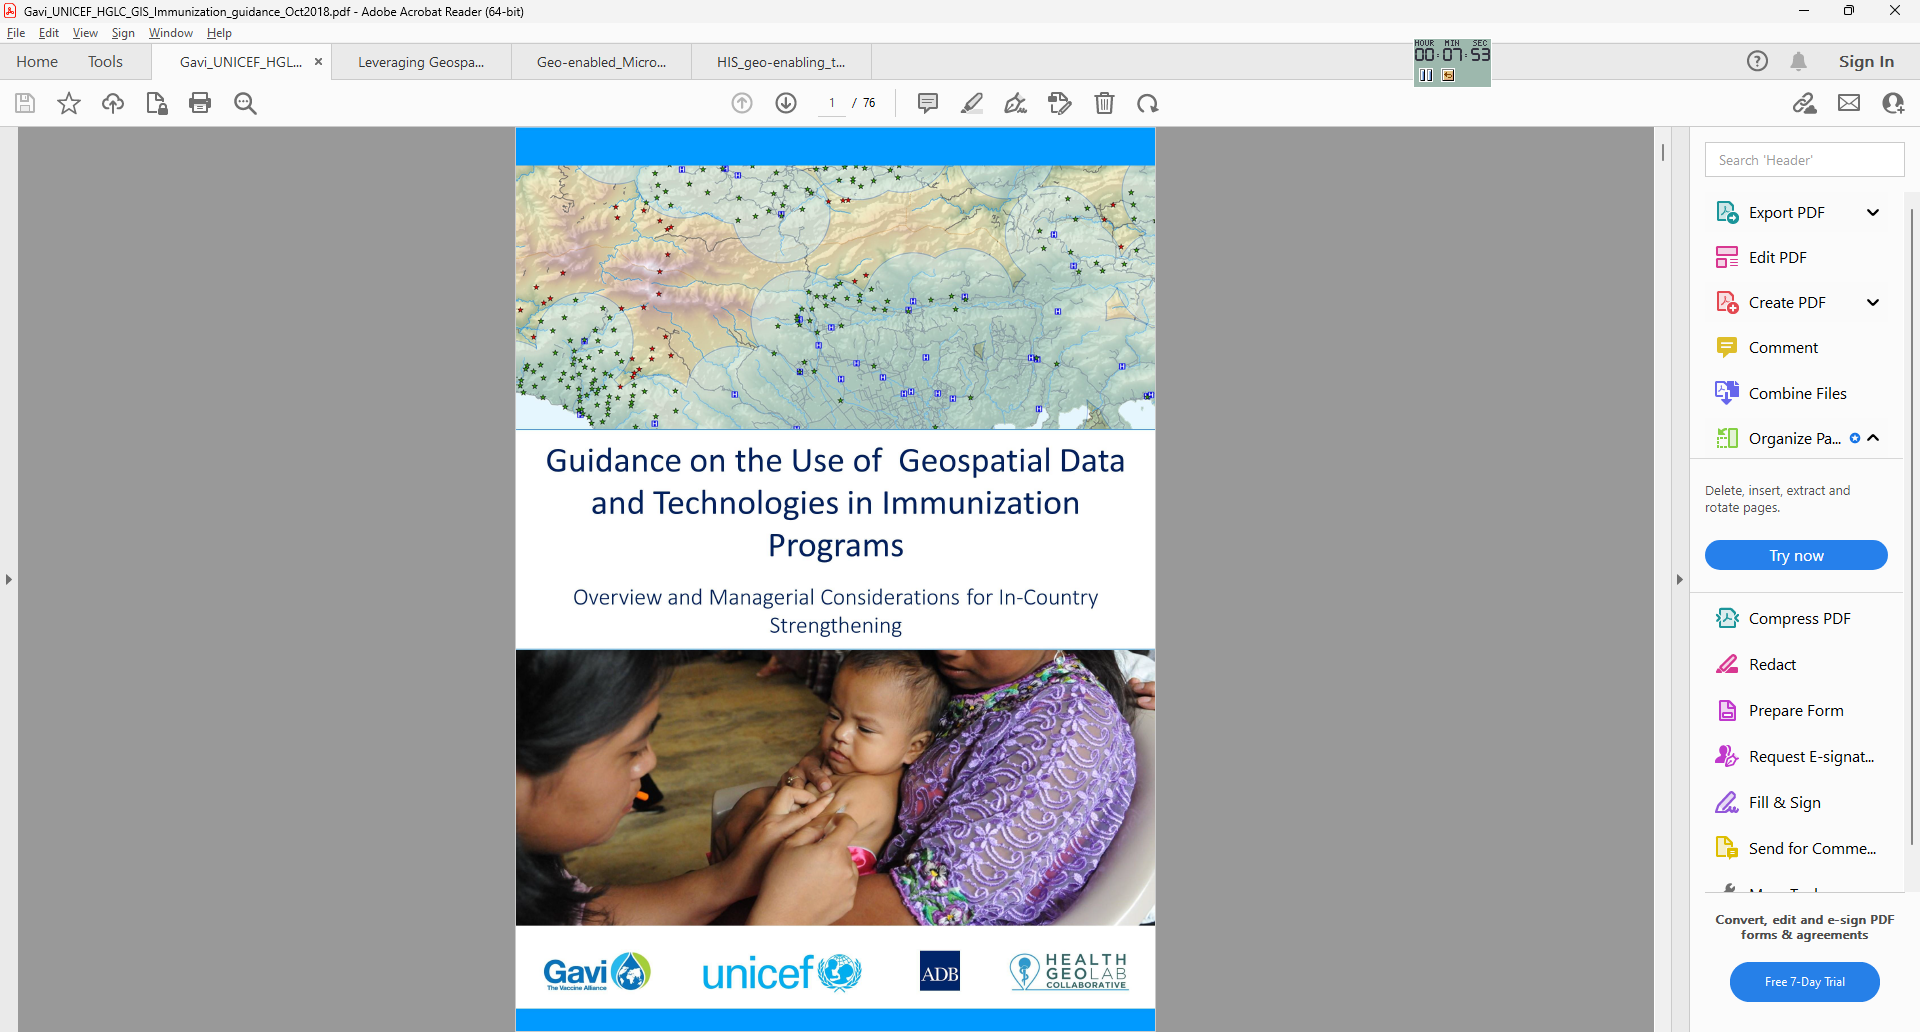 Gavi_UNICEF_HGLC_GIS_Immunization_guidance_Oct2018.pdf - Adobe Acrobat Reader (64-bit)
File Edit View Sign Window Help
Home Tools Gavi_UNICEF_HGL... Leveraging Geospa... Geo-enabled_Micro... HIS_geo-enabling_t... Sign In
HOUR MIN SEC
00:07:53
1 / 76
Search 'Header'
Export PDF
Edit PDF
Create PDF
Comment
Combine Files
Organize Pa...
Delete, insert, extract and
rotate pages.
Try now
Compress PDF
Redact
Prepare Form
Request E-signat...
Fill & Sign
Send for Comme...
Convert, edit and e-sign PDF
forms & agreements
Free 7-Day Trial
Guidance on the Use of Geospatial Data
and Technologies in Immunization
Programs
Overview and Managerial Considerations for In-Country
Strengthening
Gavi
The Vaccine Alliance
unicef
ADB
HEALTH
GEOLAB
COLLABORATIVE